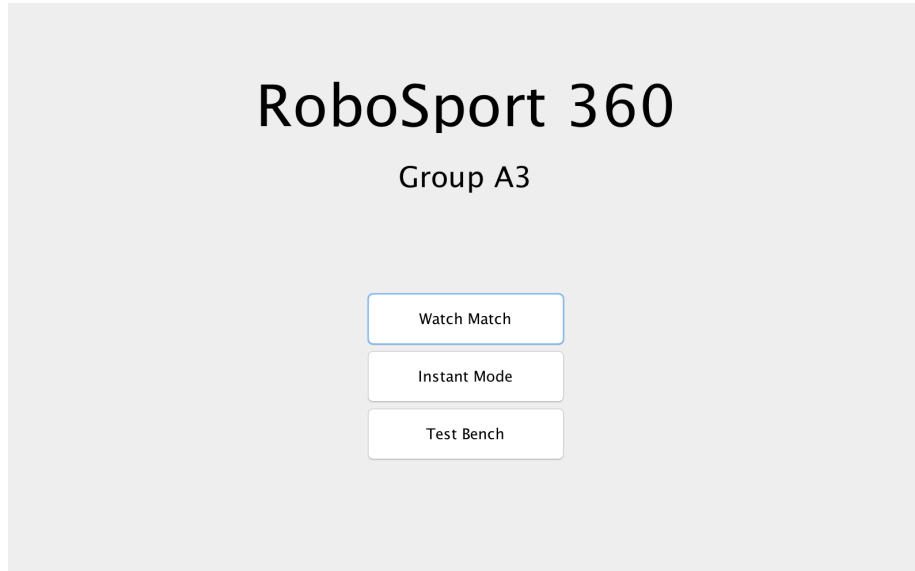 RoboSport 360
Group A3
Watch Match
Instant Mode
Test Bench